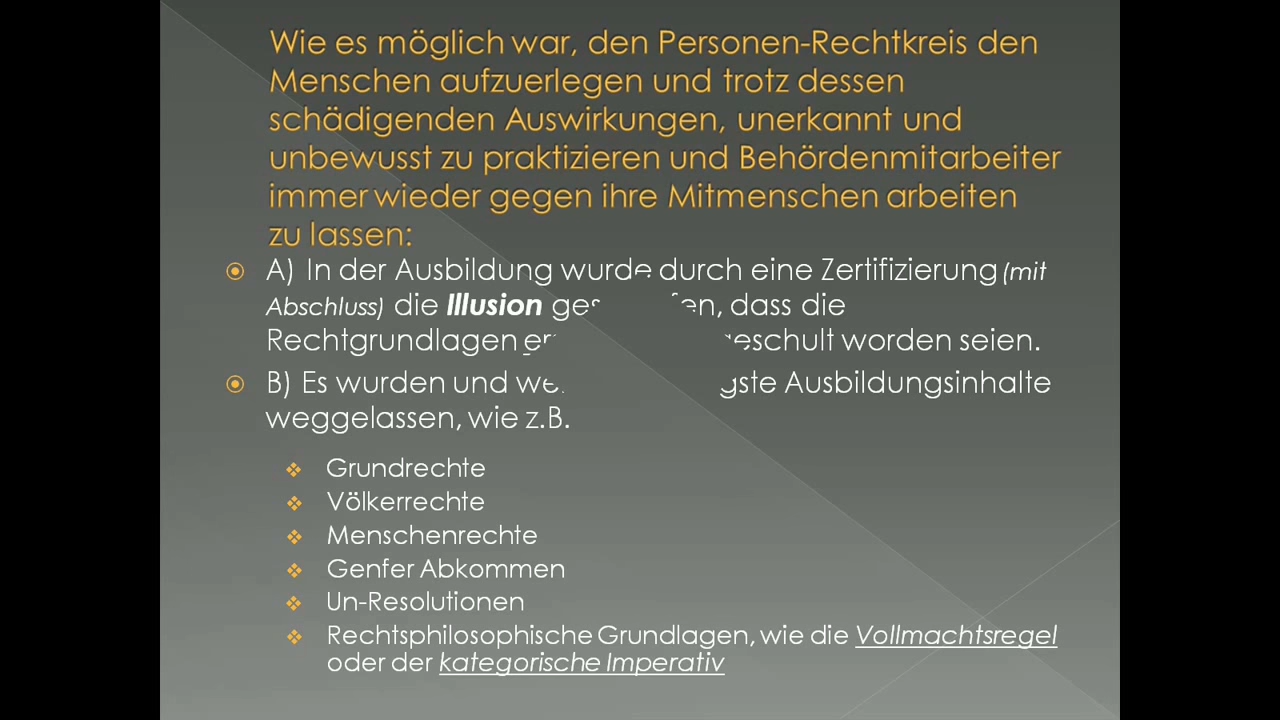 Wie es möglich war, den Personen-Rechtkreis den
Menschen aufzuerlegen und trotz dessen
schädigenden Auswirkungen, unerkannt und
unbewusst zu praktizieren und Behördenmitarbeiter
immer wieder gegen ihre Mitmenschen arbeiten
zu lassen:
A) In der Ausbildung wurde durch eine Zertifizierung (mit
Abschluss) die Illusion dass die
Rechtgrundlagen geschult worden seien.
B) Es wurden und Ausbildungsinhalte
weggelassen, wie z.B.
Grundrechte
Völkerrechte
Menschenrechte
Genfer Abkommen
Un-Resolutionen
Rechtsphilosophische Grundlagen, wie die Vollmachtsregel
oder der kategorische Imperativ